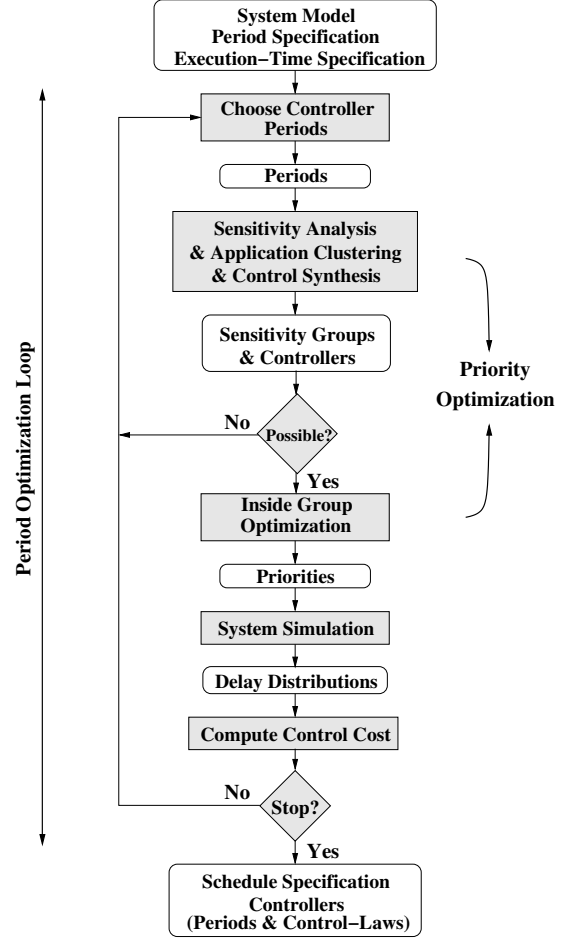 System Model
Period Specification
Execution–Time Specification
Choose Controller
Periods
Periods
Sensitivity Analysis
& Application Clustering
& Control Synthesis
Sensitivity Groups
& Controllers
Priority
Optimization
Period Optimization Loop
No
Possible?
Yes
Inside Group
Optimization
Priorities
System Simulation
Delay Distributions
Compute Control Cost
No
Stop?
Yes
Schedule Specification
Controllers
(Periods & Control–Laws)